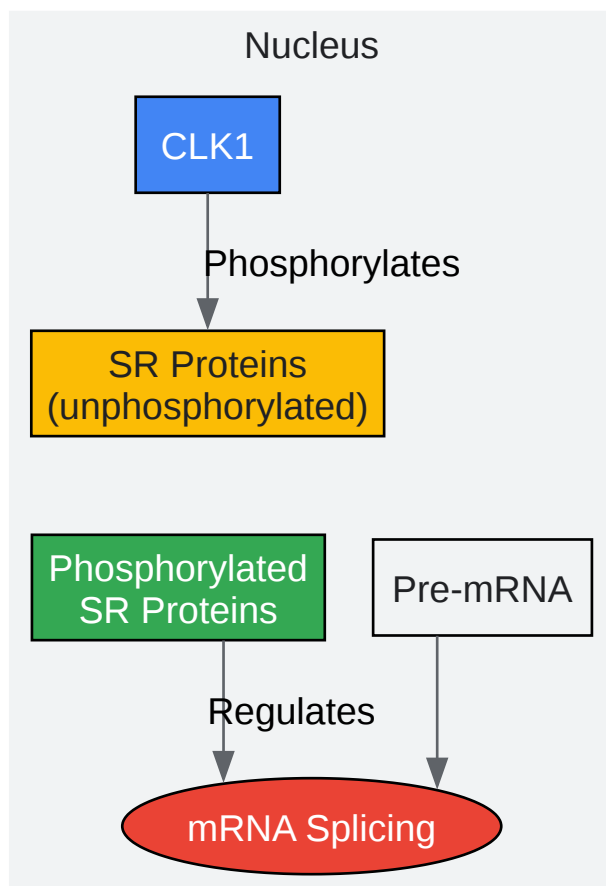 Nucleus
CLK1
Phosphorylates
SR Proteins
(unphosphorylated)
Phosphorylated
SR Proteins
Pre-mRNA
Regulates
mRNA Splicing